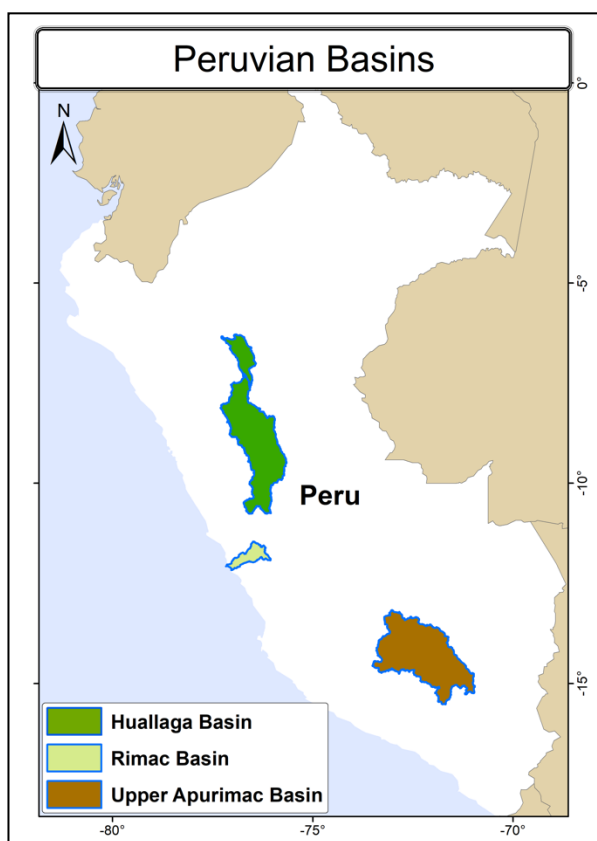 Peruvian Basins
N
0°
-5°
Peru
-10°
-15°
Huallaga Basin
Rimac Basin
Upper Apurimac Basin
-80°
-75°
-70°